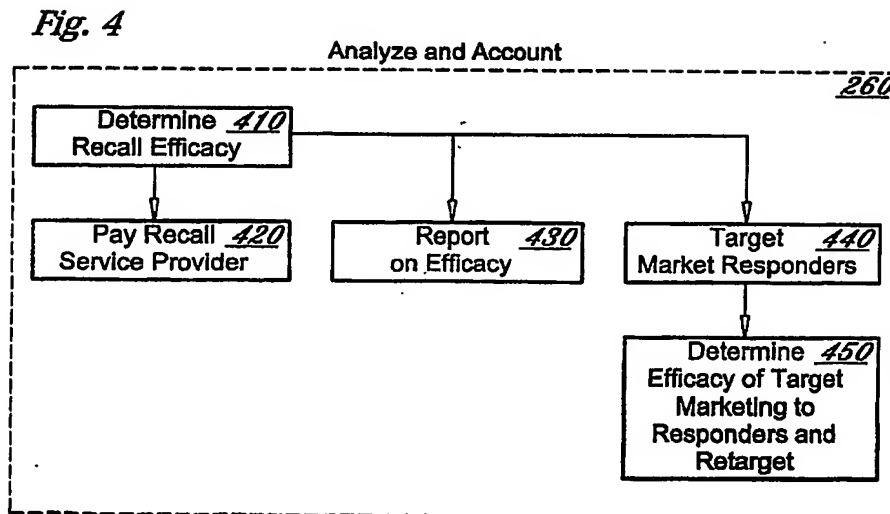 Fig. 4
Analyze and Account
260
Determine 410
Recall Efficacy
Pay Recall 420
Service Provider
Report 430
on Efficacy
Target 440
Market Responders
Determine 450
Efficacy of Target
Marketing to
Responders and
Retarget